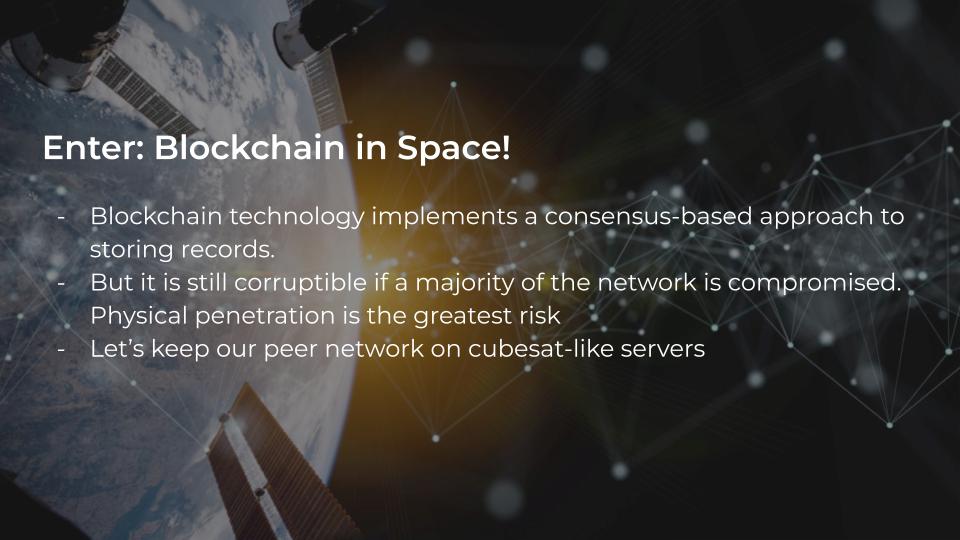 Enter: Blockchain in Space!
- Blockchain technology implements a consensus-based approach to
storing records.
- But it is still corruptible if a majority of the network is compromised.
Physical penetration is the greatest risk
- Let’s keep our peer network on cubesat-like servers